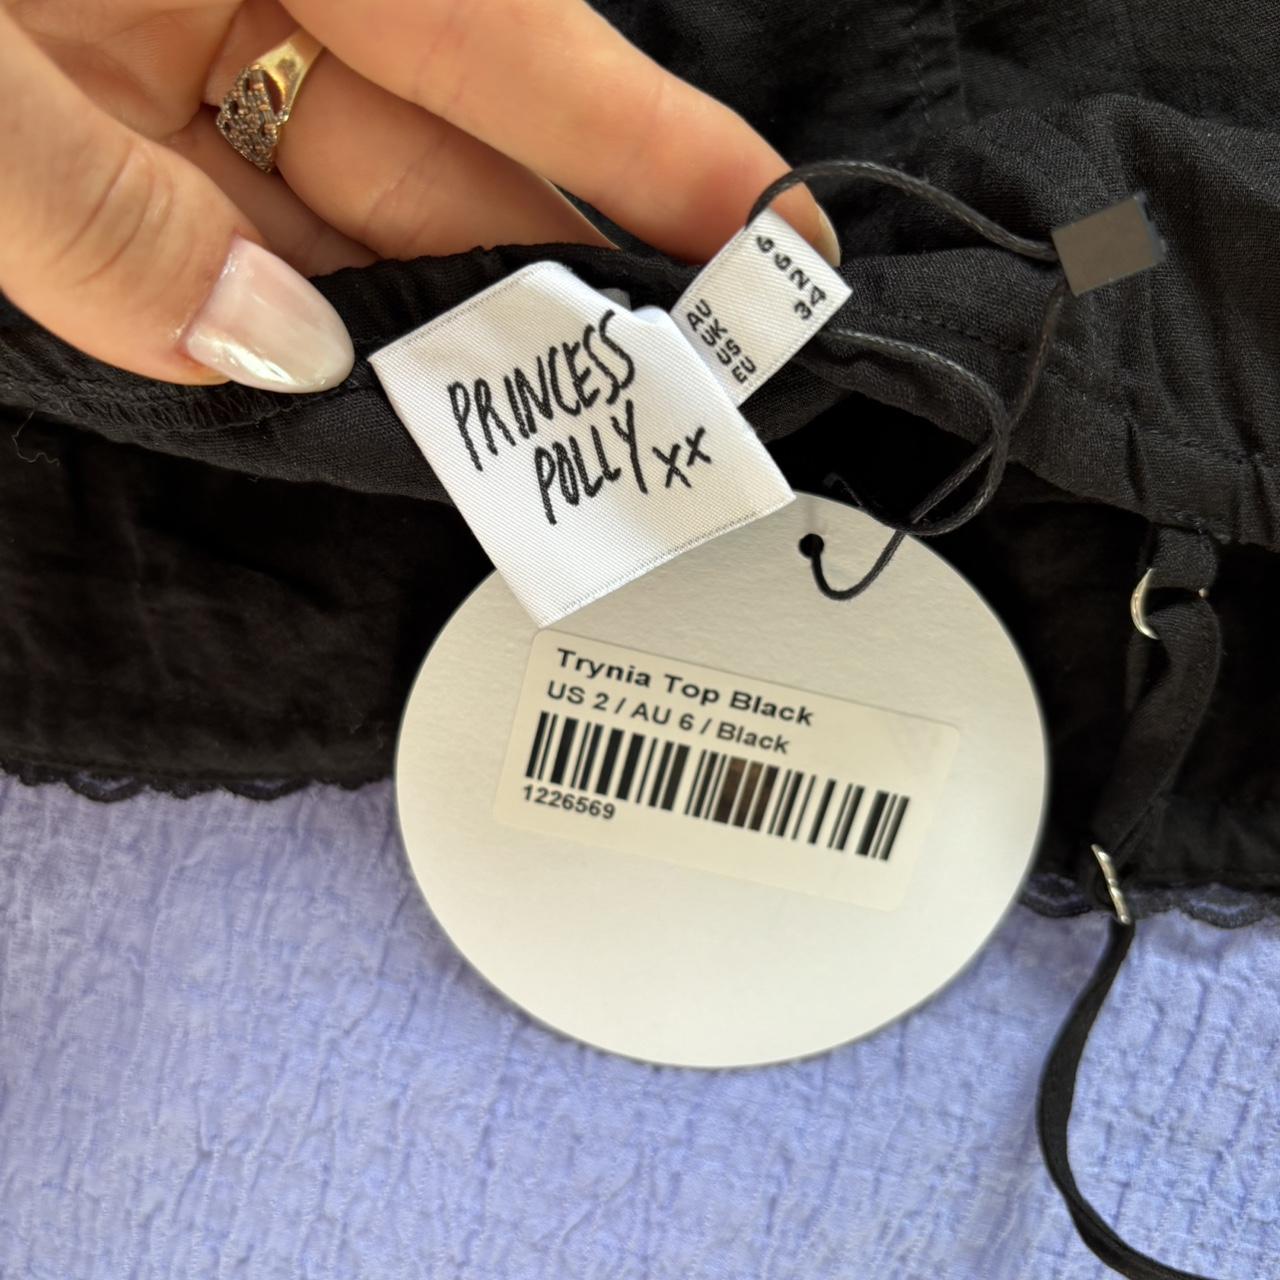 PRINCESS
POLLY xx
AU 6
UK 6
US 2
EU 34
Trynia Top Black
US 2 / AU 6 / Black
1226569